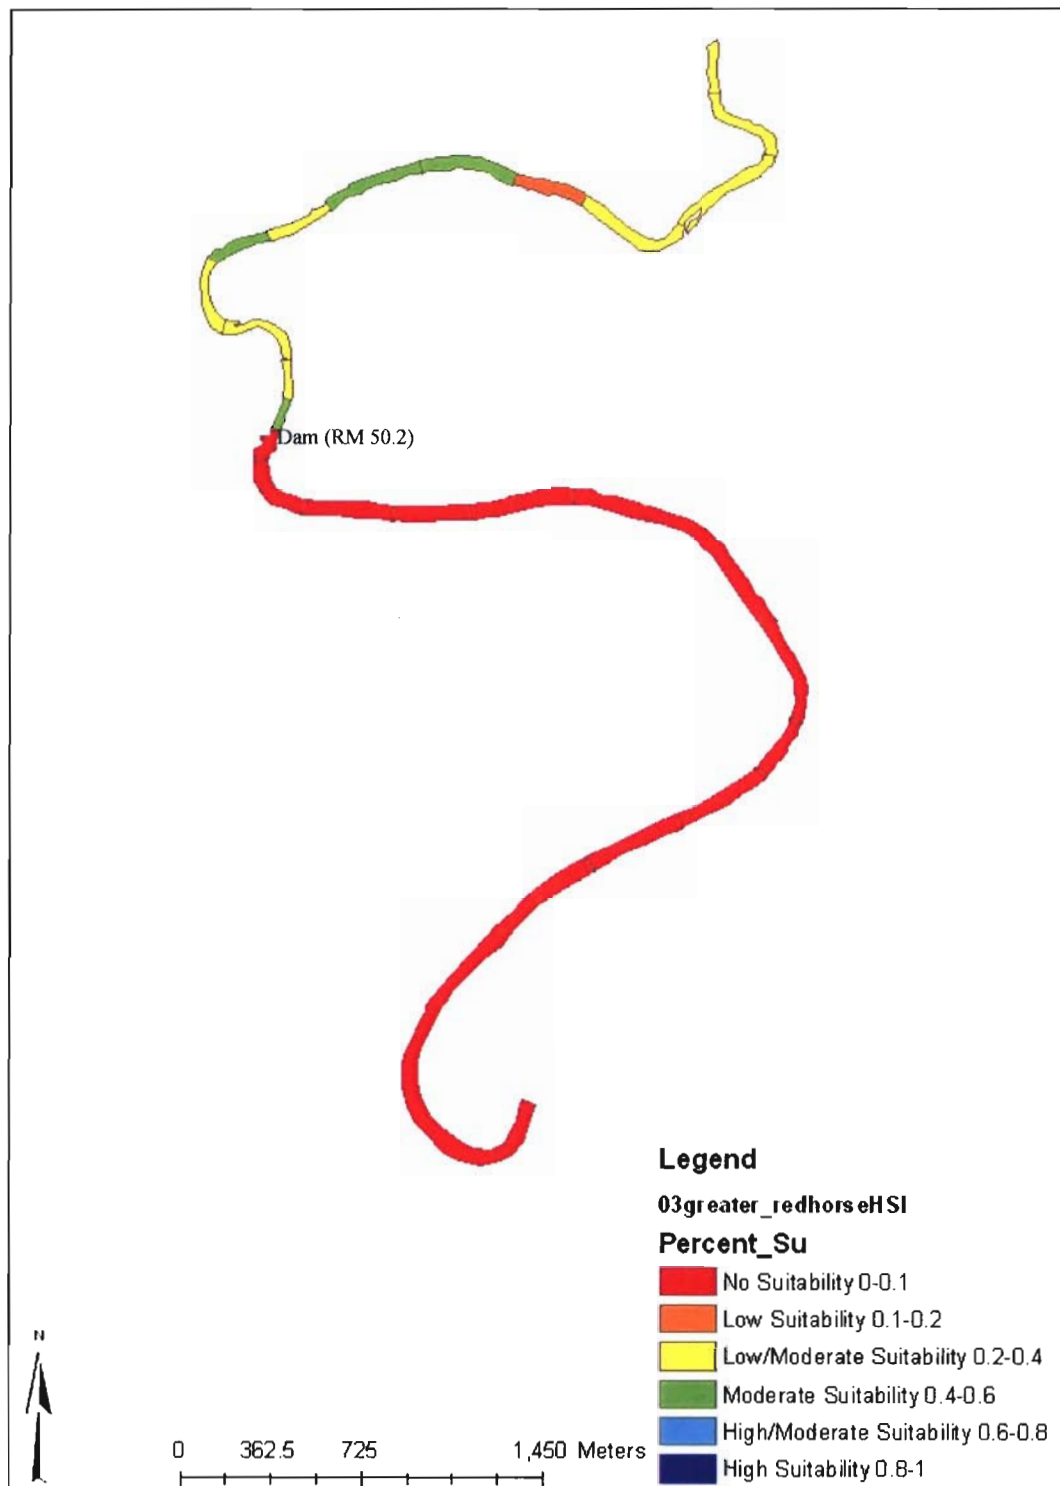 Dam (RM 50.2)
Legend
03greater_redhorseHSI
Percent_Su
No Suitability 0-0.1
Low Suitability 0.1-0.2
Low/Moderate Suitability 0.2-0.4
Moderate Suitability 0.4-0.6
High/Moderate Suitability 0.6-0.8
High Suitability 0.8-1
N
0 362.5 725 1,450 Meters